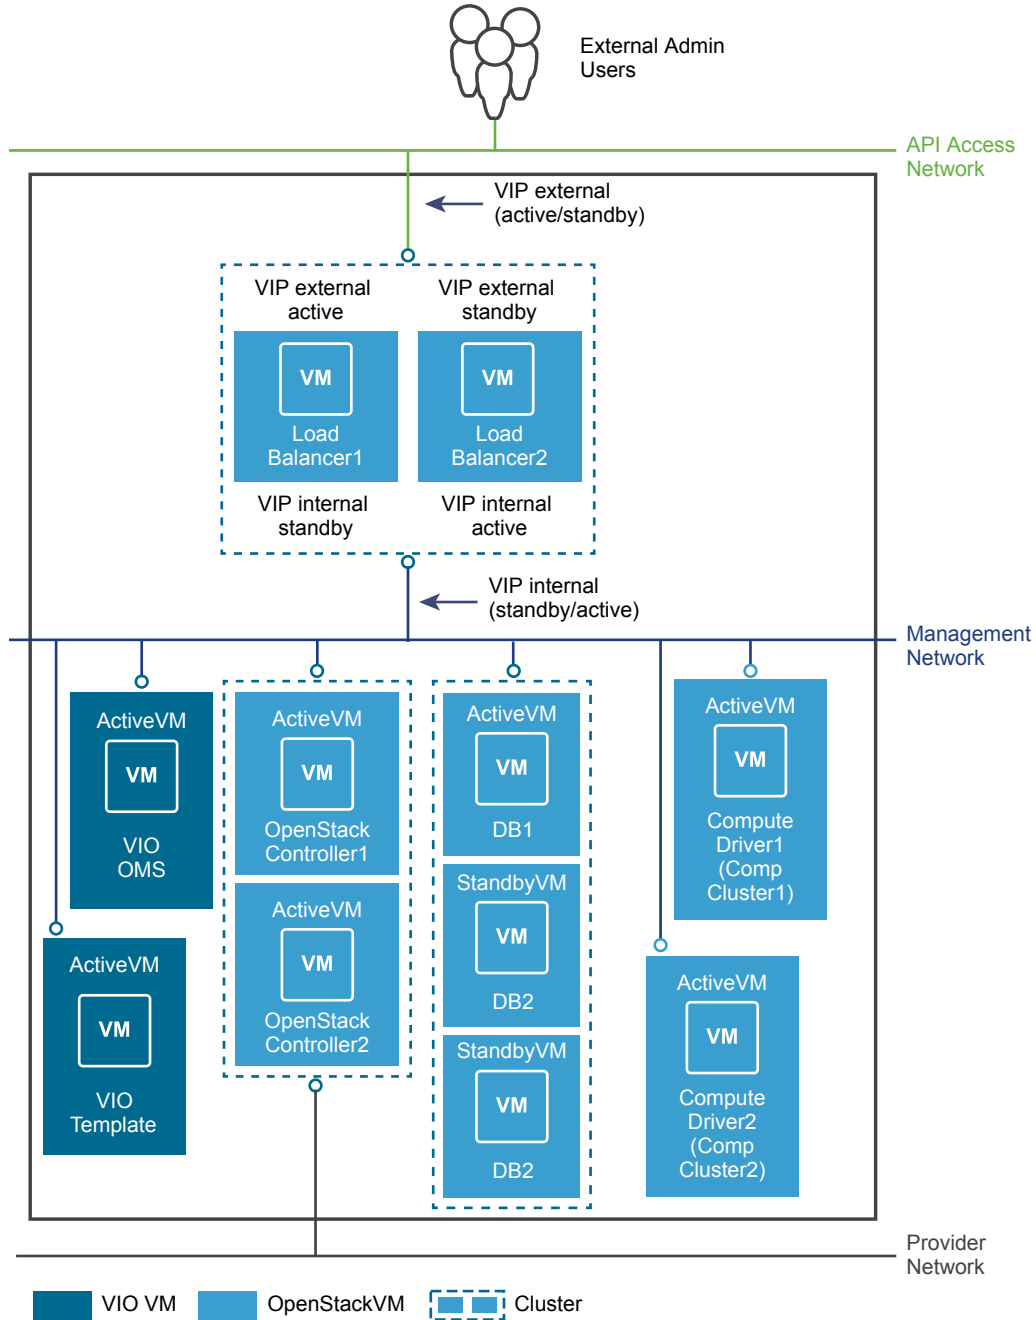 External Admin
Users
API Access
Network
VIP external
(active/standby)
VIP external
active
VIP external
standby
VM
VM
Load
Balancer1
Load
Balancer2
VIP internal
standby
VIP internal
active
VIP internal
(standby/active)
Management
Network
ActiveVM
VM
VIO
OMS
ActiveVM
VM
VIO
Template
ActiveVM
VM
OpenStack
Controller1
ActiveVM
VM
OpenStack
Controller2
ActiveVM
VM
DB1
StandbyVM
VM
DB2
StandbyVM
VM
DB2
ActiveVM
VM
Compute
Driver1
(Comp
Cluster1)
ActiveVM
VM
Compute
Driver2
(Comp
Cluster2)
Provider
Network
VIO VM
OpenStackVM
Cluster